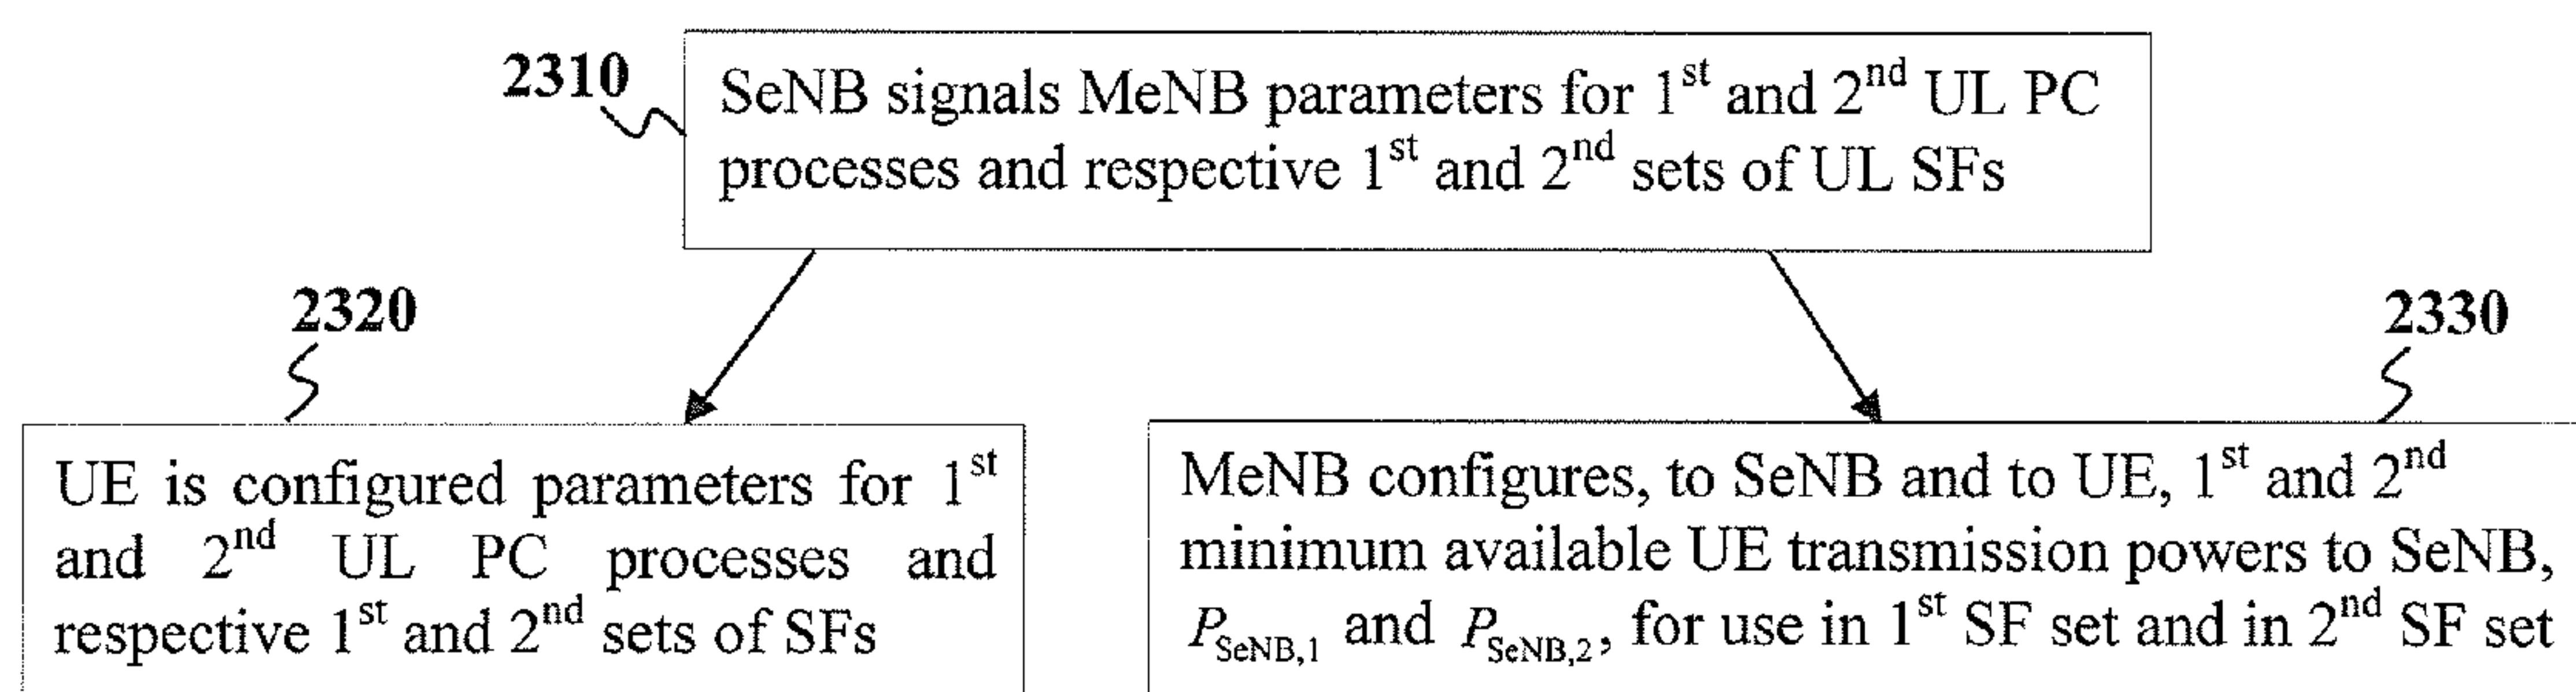 2310
SeNB signals MeNB parameters for 1st and 2nd UL PC
processes and respective 1st and 2nd sets of UL SFs
2320
2330
UE is configured parameters for 1st
and 2nd UL PC processes and
respective 1st and 2nd sets of SFs
MeNB configures, to SeNB and to UE, 1st and 2nd
minimum available UE transmission powers to SeNB,
P_SeNB,1 and P_SeNB,2, for use in 1st SF set and in 2nd SF set